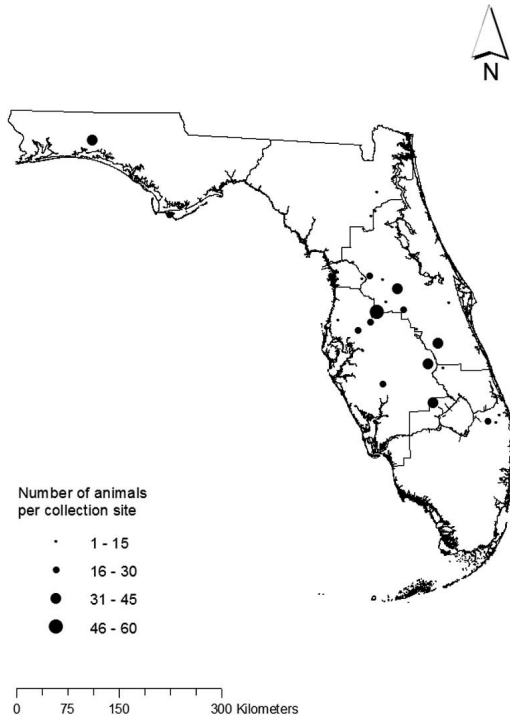 N
Number of animals
per collection site
1 - 15
16 - 30
31 - 45
46 - 60
0 75 150 300 Kilometers